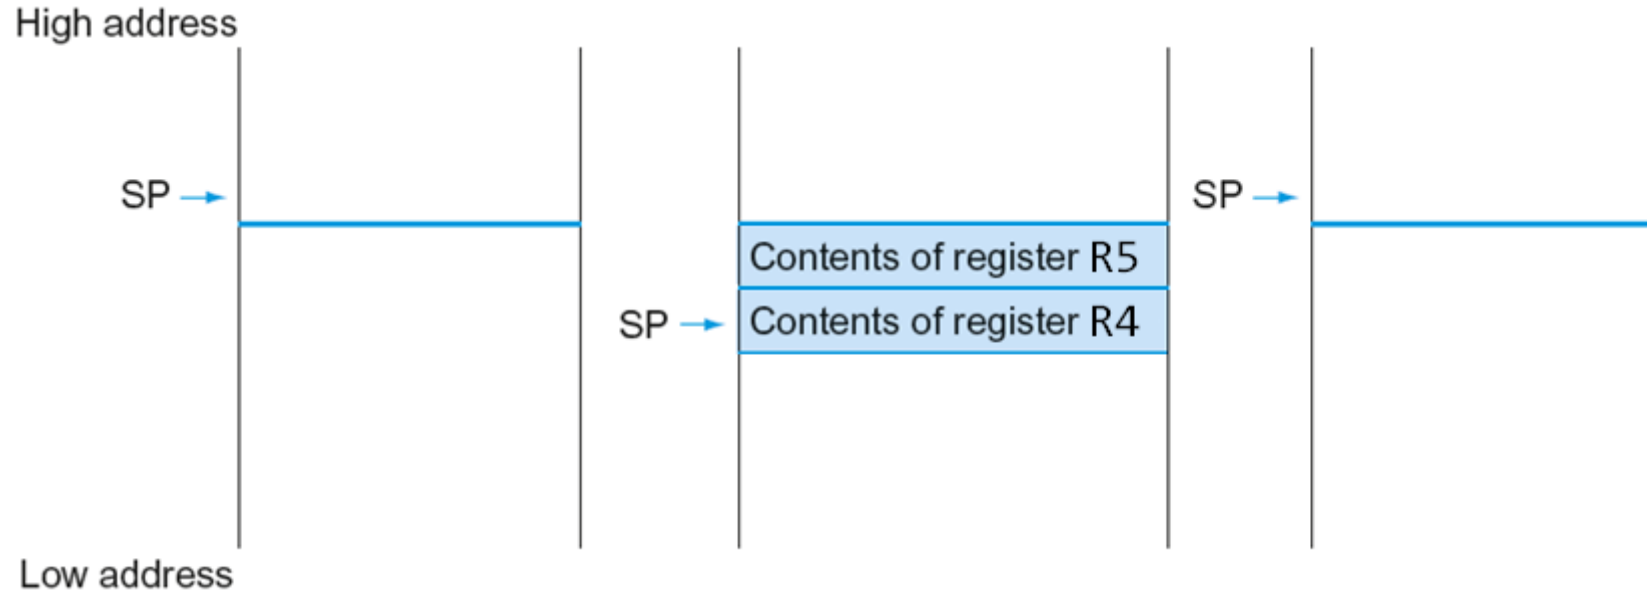 High address
SP
SP
Contents of register R5
SP
Contents of register R4
Low address